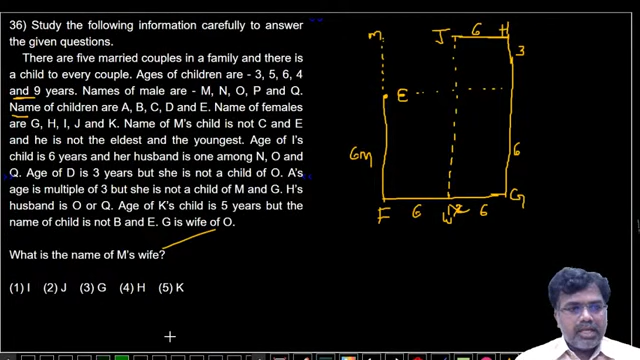 36) Study the following information carefully to answer
the given questions.
There are five married couples in a family and there is
a child to every couple. Ages of children are - 3, 5, 6, 4
and 9 years. Names of male are - M, N, O, P and Q.
Name of children are A, B, C, D and E. Name of females
are G, H, I, J and K. Name of M's child is not C and E
and he is not the eldest and the youngest. Age of I's
child is 6 years and her husband is one among N, O and
Q. Age of D is 3 years but she is not a child of O. A's
age is multiple of 3 but she is not a child of M and G. H's
husband is O or Q. Age of K's child is 5 years but the
name of child is not B and E. G is wife of O.
What is the name of M's wife?
(1) I (2) J (3) G (4) H (5) K
M
J 6 H
3
E
6M
6
F 6 6 G